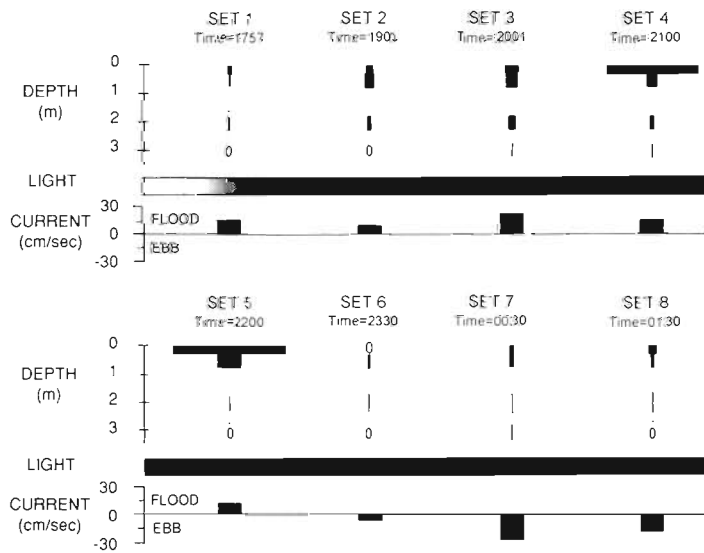 SET 1 SET 2 SET 3 SET 4
Time=1757 Time=1900 Time=2001 Time=2100
DEPTH
(m)
0
1
2
3
0 0
LIGHT
CURRENT
(cm/sec)
30
0
-30
FLOOD
EBB
SET 5 SET 6 SET 7 SET 8
Time=2200 Time=2330 Time=00:30 Time=01:30
DEPTH
(m)
0
1
2
3
0
0 0 0
LIGHT
CURRENT
(cm/sec)
30
0
-30
FLOOD
EBB